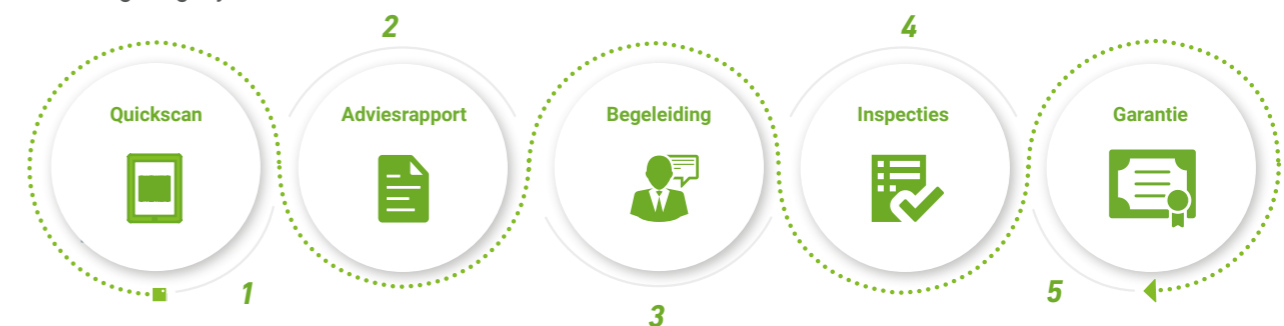 2
4
Quickscan
Adviesrapport
Begeleiding
Inspecties
Garantie
1
5
3